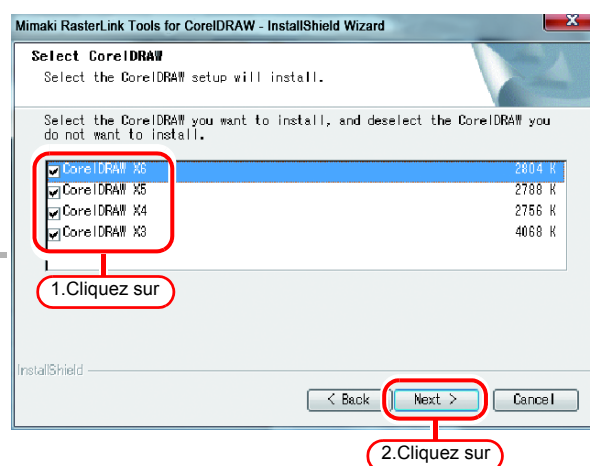 Mimaki RasterLink Tools for CorelDRAW - InstallShield Wizard
Select CorelDRAW
Select the CorelDRAW setup will install.
Select the CorelDRAW you want to install, and deselect the CorelDRAW you
do not want to install.
CorelDRAW X6 2804 K
CorelDRAW X5 2788 K
CorelDRAW X4 2756 K
CorelDRAW X3 4068 K
1.Cliquez sur
InstallShield
< Back Next > Cancel
2.Cliquez sur